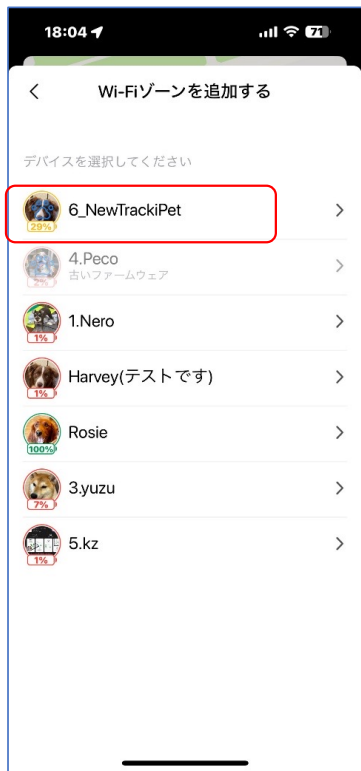 18:04
71
Wi-Fiゾーンを追加する
デバイスを選択してください
6_NewTrackiPet
29%
4.Peco
古いファームウェア
2%
1.Nero
1%
Harvey(テストです)
1%
Rosie
100%
3.yuzu
7%
5.kz
1%